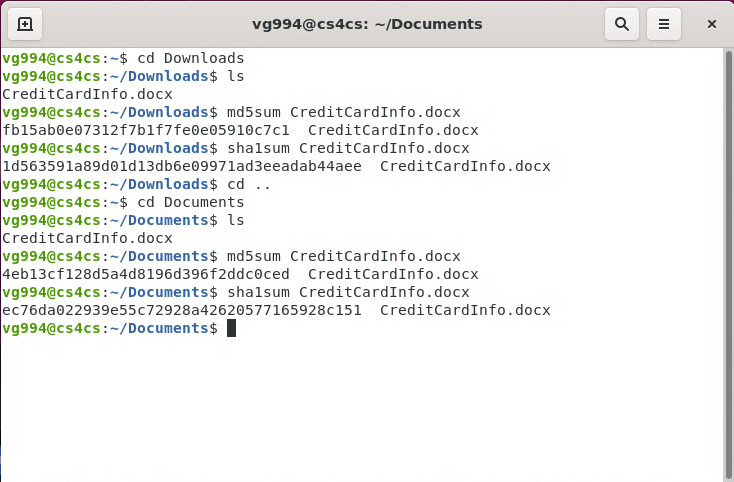 vg994@cs4cs: ~/Documents
vg994@cs4cs:~$ cd Downloads
vg994@cs4cs:~/Downloads$ ls
CreditCardInfo.docx
vg994@cs4cs:~/Downloads$ md5sum CreditCardInfo.docx
fb15ab0e07312f7b1f7fe0e05910c7c1  CreditCardInfo.docx
vg994@cs4cs:~/Downloads$ sha1sum CreditCardInfo.docx
1d563591a89d01d13db6e09971ad3eeadab44aee  CreditCardInfo.docx
vg994@cs4cs:~/Downloads$ cd ..
vg994@cs4cs:~$ cd Documents
vg994@cs4cs:~/Documents$ ls
CreditCardInfo.docx
vg994@cs4cs:~/Documents$ md5sum CreditCardInfo.docx
4eb13cf128d5a4d8196d396f2ddc0ced  CreditCardInfo.docx
vg994@cs4cs:~/Documents$ sha1sum CreditCardInfo.docx
ec76da022939e55c72928a42620577165928c151  CreditCardInfo.docx
vg994@cs4cs:~/Documents$